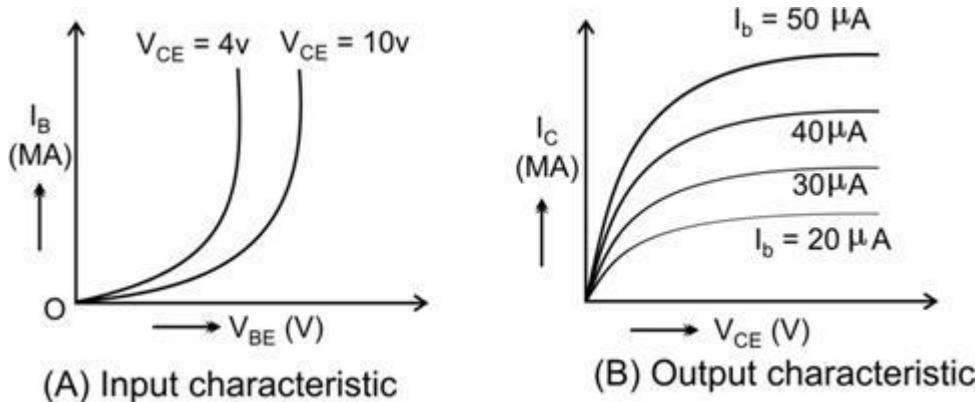 V_CE = 4v
V_CE = 10v
I_B
(MA)
O
V_BE (V)
(A) Input characteristic
I_b = 50 μA
40μA
30μA
I_b = 20 μA
I_C
(MA)
V_CE (V)
(B) Output characteristic